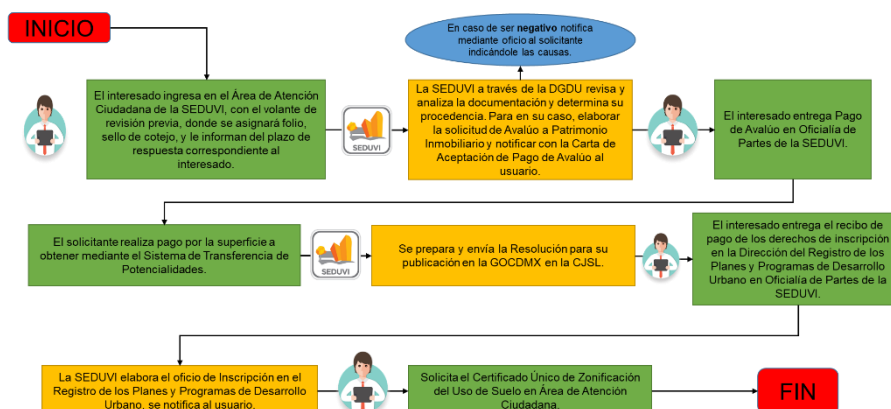 INICIO
En caso de ser negativo notifica
mediante oficio al solicitante
indicándole las causas.
El interesado ingresa en el Área de Atención
Ciudadana de la SEDUVI, con el volante de
revisión previa, donde se asignará folio,
sello de cotejo, y le informan del plazo de
respuesta correspondiente al
interesado.
SEDUVI
La SEDUVI a través de la DGDU revisa y
analiza la documentación y determina su
procedencia. Para en su caso, elaborar
la solicitud de Avalúo a Patrimonio
Inmobiliario y notificar con la Carta de
Aceptación de Pago de Avalúo al
usuario.
El interesado entrega Pago
de Avalúo en Oficialía de
Partes de la SEDUVI.
El solicitante realiza pago por la superficie a
obtener mediante el Sistema de Transferencia de
Potencialidades.
SEDUVI
Se prepara y envía la Resolución para su
publicación en la GOCDMX en la CJSL.
El interesado entrega el recibo de
pago de los derechos de inscripción
en la Dirección del Registro de los
Planes y Programas de Desarrollo
Urbano en Oficialía de Partes de la
SEDUVI.
La SEDUVI elabora el oficio de Inscripción en el
Registro de los Planes y Programas de Desarrollo
Urbano, se notifica al usuario.
Solicita el Certificado Único de Zonificación
del Uso de Suelo en Área de Atención
Ciudadana.
FIN